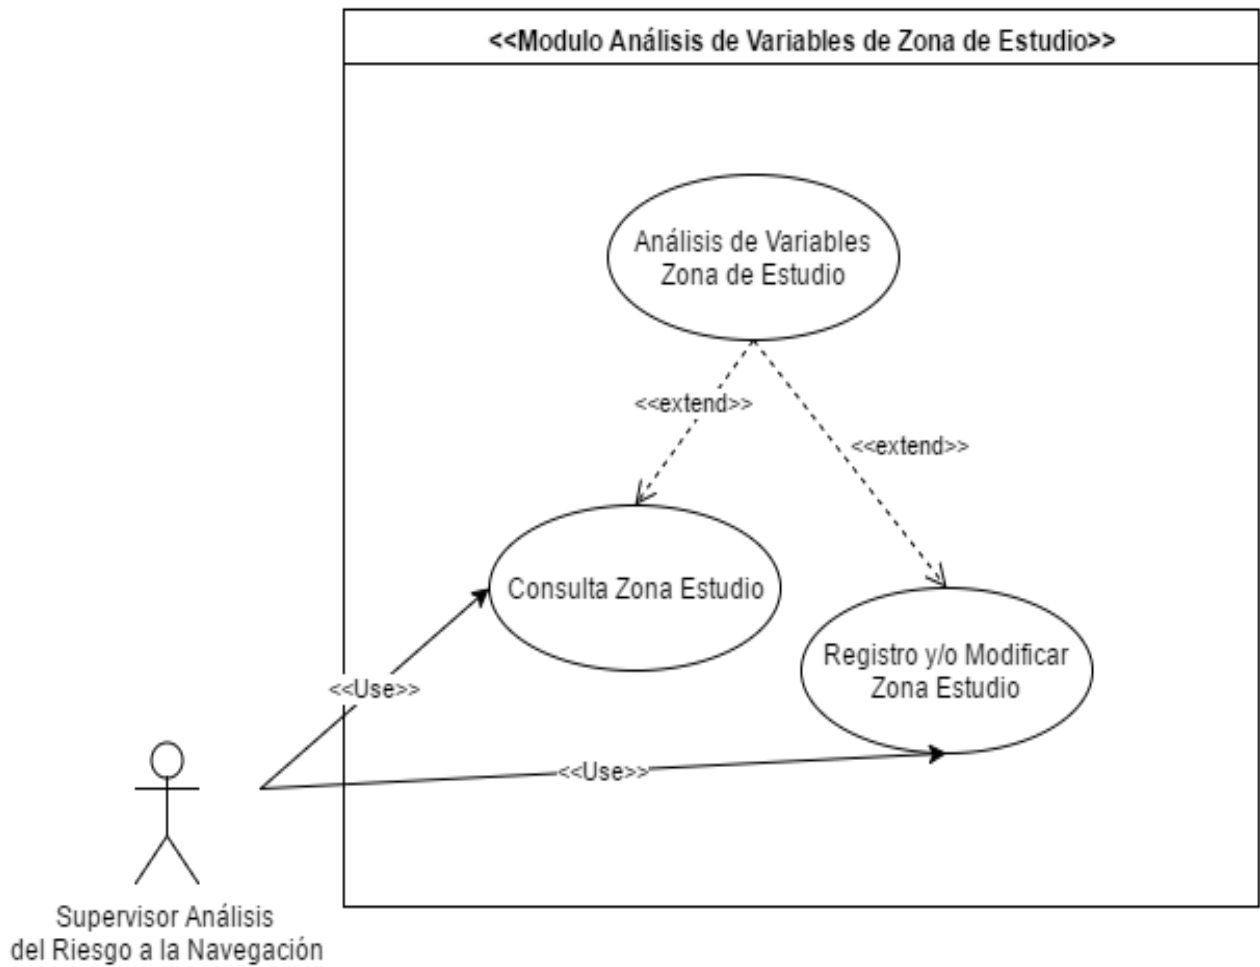 <<Modulo Análisis de Variables de Zona de Estudio>>
Análisis de Variables
Zona de Estudio
<<extend>>
<<extend>>
Consulta Zona Estudio
Registro y/o Modificar
Zona Estudio
<<Use>>
<<Use>>
Supervisor Análisis
del Riesgo a la Navegación